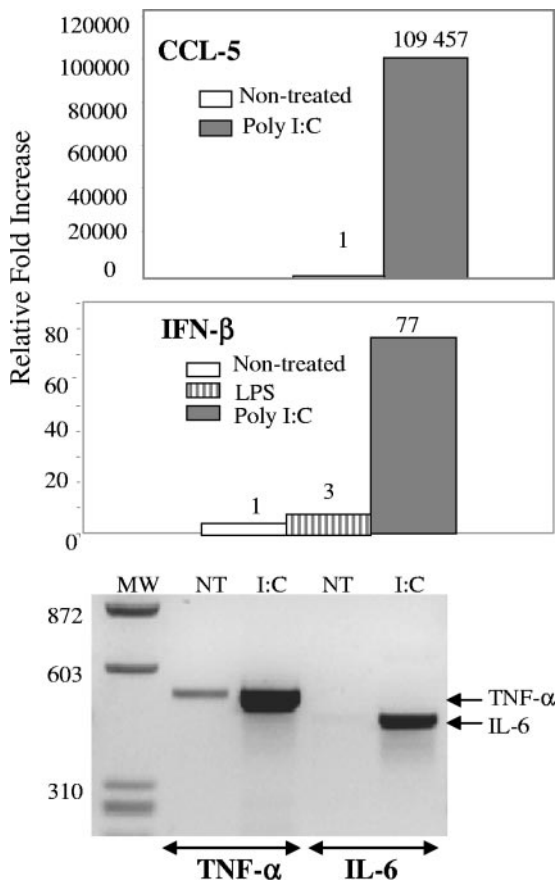 Relative Fold Increase
120000
100000
80000
60000
40000
20000
0
CCL-5
Non-treated
Poly I:C
1
109 457
80
60
40
20
0
IFN-β
Non-treated
LPS
Poly I:C
1
3
77
MW NT I:C NT I:C
872
603
310
TNF-α
IL-6
TNF-α IL-6